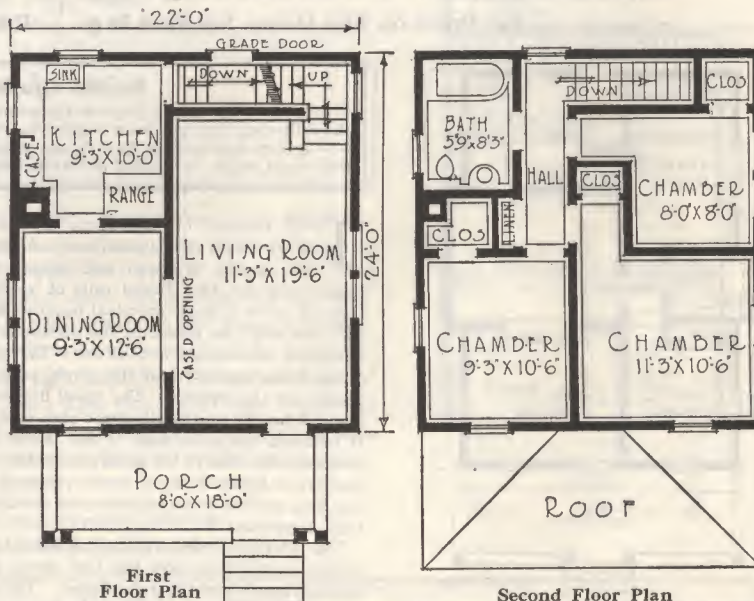 22'-0"
GRADE DOOR
SINK
DOWN
UP
KITCHEN
9'-3"X10'-0"
CASE
RANGE
LIVING ROOM
11'-3"X19'-6"
24'-0"
CASED OPENING
DINING ROOM
9'-3"X12'-6"
PORCH
8'-0"X18'-0"
First
Floor Plan
CLOS
DOWN
BATH
5'9"X8'3"
HALL
CLOS
CHAMBER
8'-0"X8'-0"
LINEN
CLOS
CHAMBER
9'-3"X10'-6"
CHAMBER
11'-3"X10'-6"
ROOF
Second Floor Plan